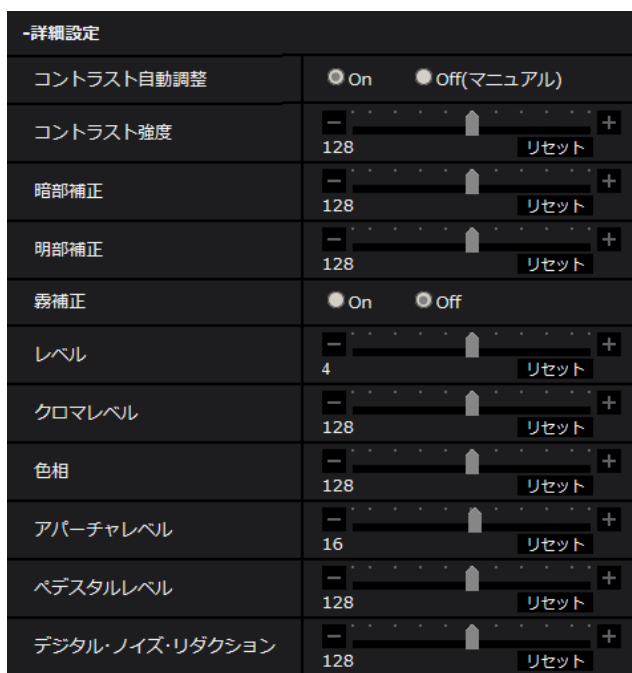 -詳細設定
コントラスト自動調整 On Off(マニュアル)
コントラスト強度 − +
128 リセット
暗部補正 − +
128 リセット
明部補正 − +
128 リセット
霧補正 On Off
レベル − +
4 リセット
クロマレベル − +
128 リセット
色相 − +
128 リセット
アパーチャレベル − +
16 リセット
ペデスタルレベル − +
128 リセット
デジタル・ノイズ・リダクション − +
128 リセット